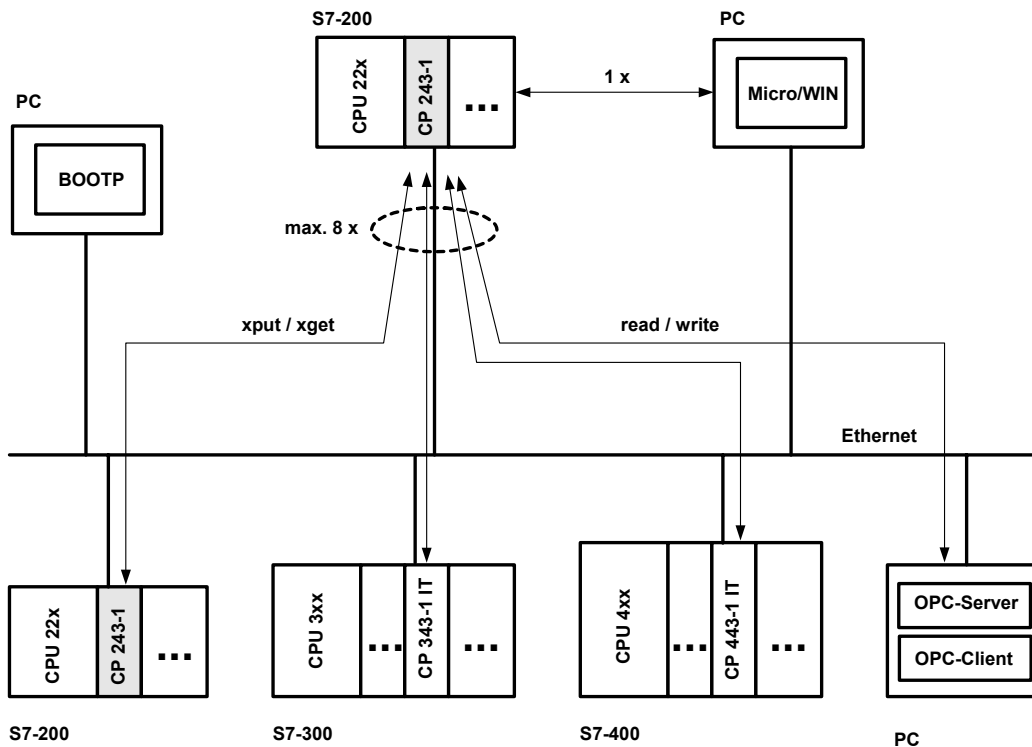 S7-200
PC
CPU 22x
CP 243-1
...
1 x
Micro/WIN
PC
BOOTP
max. 8 x
xput / xget
read / write
Ethernet
CPU 22x
CP 243-1
...
CPU 3xx
...
CP 343-1 IT
...
CPU 4xx
...
CP 443-1 IT
...
OPC-Server
OPC-Client
S7-200
S7-300
S7-400
PC